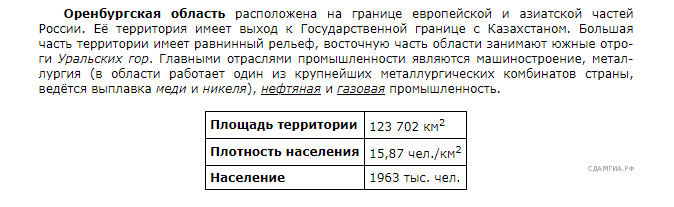 Оренбургская область расположена на границе европейской и азиатской частей
России. Её территория имеет выход к Государственной границе с Казахстаном. Большая
часть территории имеет равнинный рельеф, восточную часть области занимают южные отро-
ги Уральских гор. Главными отраслями промышленности являются машиностроение, метал-
лургия (в области работает один из крупнейших металлургических комбинатов страны,
ведётся выплавка меди и никеля), нефтяная и газовая промышленность.
Площадь территории 123 702 км²
Плотность населения 15,87 чел./км²
Население 1963 тыс. чел.
СДАМГИА.РФ